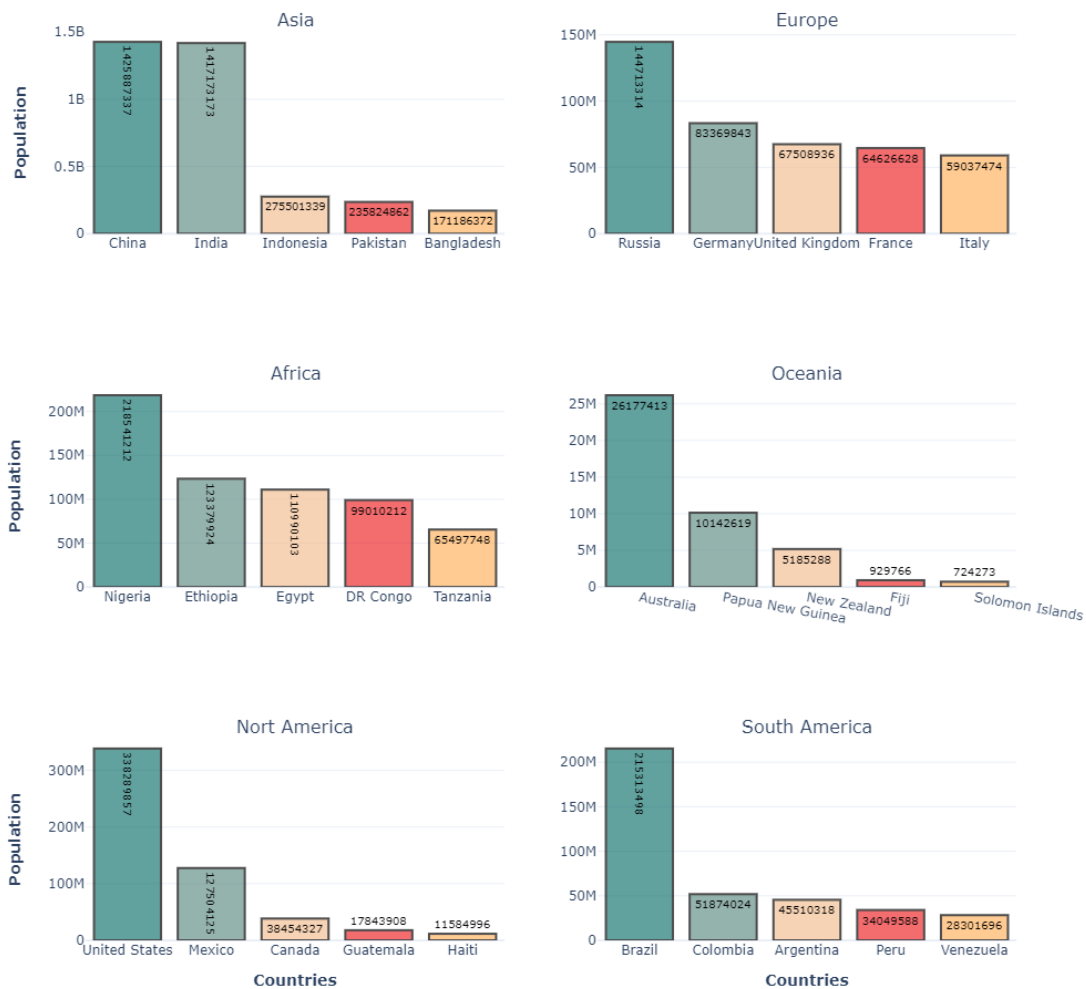 Asia
Population
1.5B
1B
0.5B
0
1425887337
1417173173
275501339
235824862
171186372
China
India
Indonesia
Pakistan
Bangladesh
Europe
150M
100M
50M
0
144713314
83369843
67508936
64626628
59037474
Russia
Germany
United Kingdom
France
Italy
Africa
Population
200M
150M
100M
50M
0
218541212
123379924
110990103
99010212
65497748
Nigeria
Ethiopia
Egypt
DR Congo
Tanzania
Oceania
25M
20M
15M
10M
5M
0
26177413
10142619
5185288
929766
724273
Australia
Papua New Guinea
New Zealand
Fiji
Solomon Islands
Nort America
Population
300M
200M
100M
0
338289857
127504125
38454327
17843908
11584996
United States
Mexico
Canada
Guatemala
Haiti
Countries
South America
200M
150M
100M
50M
0
215313498
51874024
45510318
34049588
28301696
Brazil
Colombia
Argentina
Peru
Venezuela
Countries